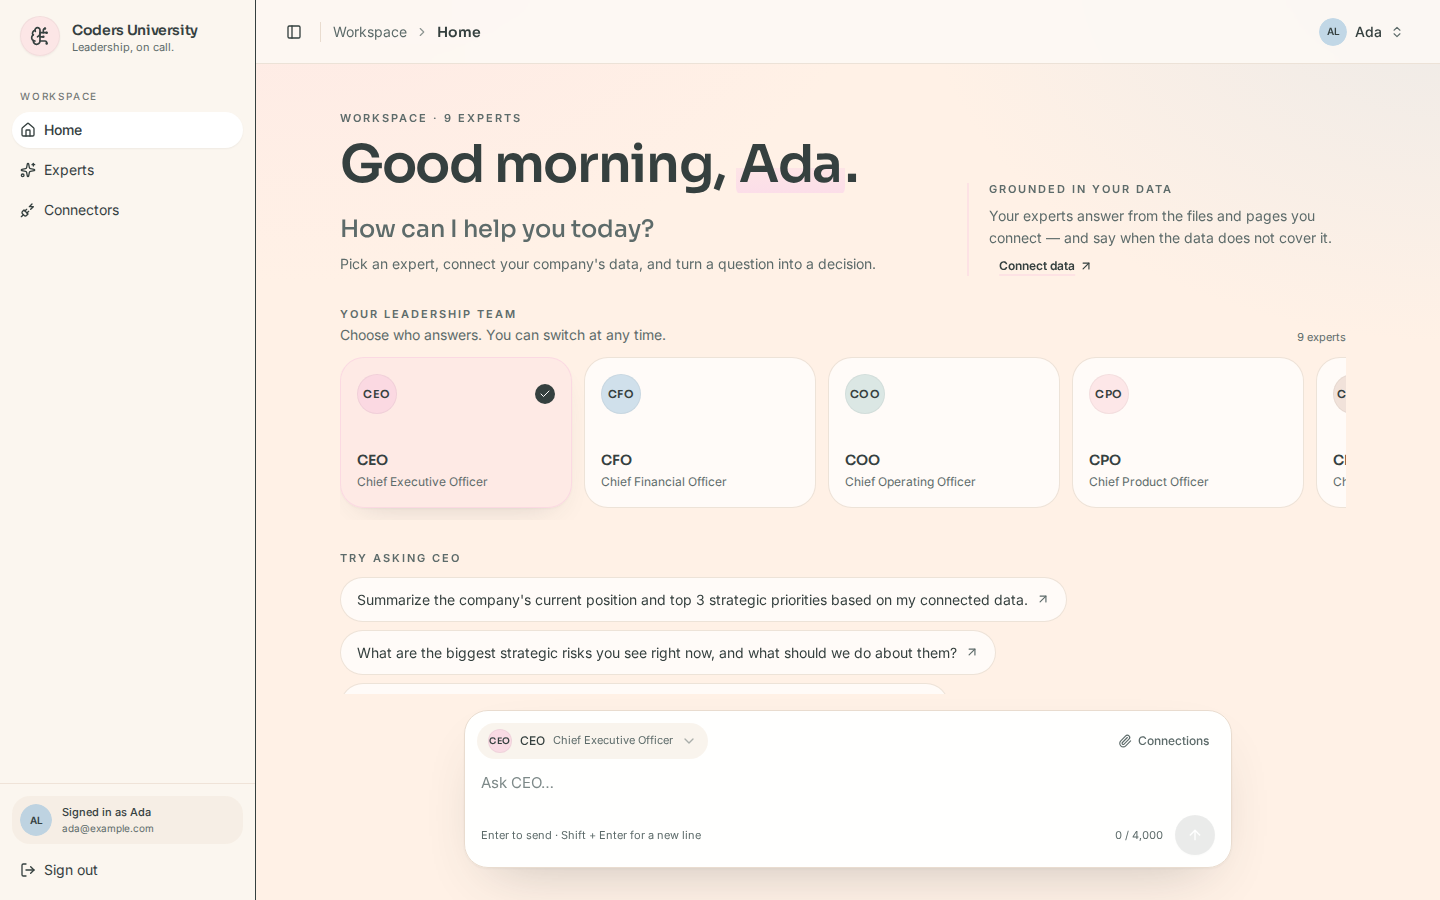 Coders University
Leadership, on call.
WORKSPACE
Home
Experts
Connectors
AL
Signed in as Ada
ada@example.com
Sign out
Workspace
Home
AL
Ada
WORKSPACE · 9 EXPERTS
Good morning, Ada.
How can I help you today?
Pick an expert, connect your company's data, and turn a question into a decision.
GROUNDED IN YOUR DATA
Your experts answer from the files and pages you
connect — and say when the data does not cover it.
Connect data
YOUR LEADERSHIP TEAM
Choose who answers. You can switch at any time.
9 experts
CEO
CEO
Chief Executive Officer
CFO
CFO
Chief Financial Officer
COO
COO
Chief Operating Officer
CPO
CPO
Chief Product Officer
TRY ASKING CEO
Summarize the company's current position and top 3 strategic priorities based on my connected data.
What are the biggest strategic risks you see right now, and what should we do about them?
CEO
CEO
Chief Executive Officer
Connections
Ask CEO...
Enter to send · Shift + Enter for a new line
0 / 4,000